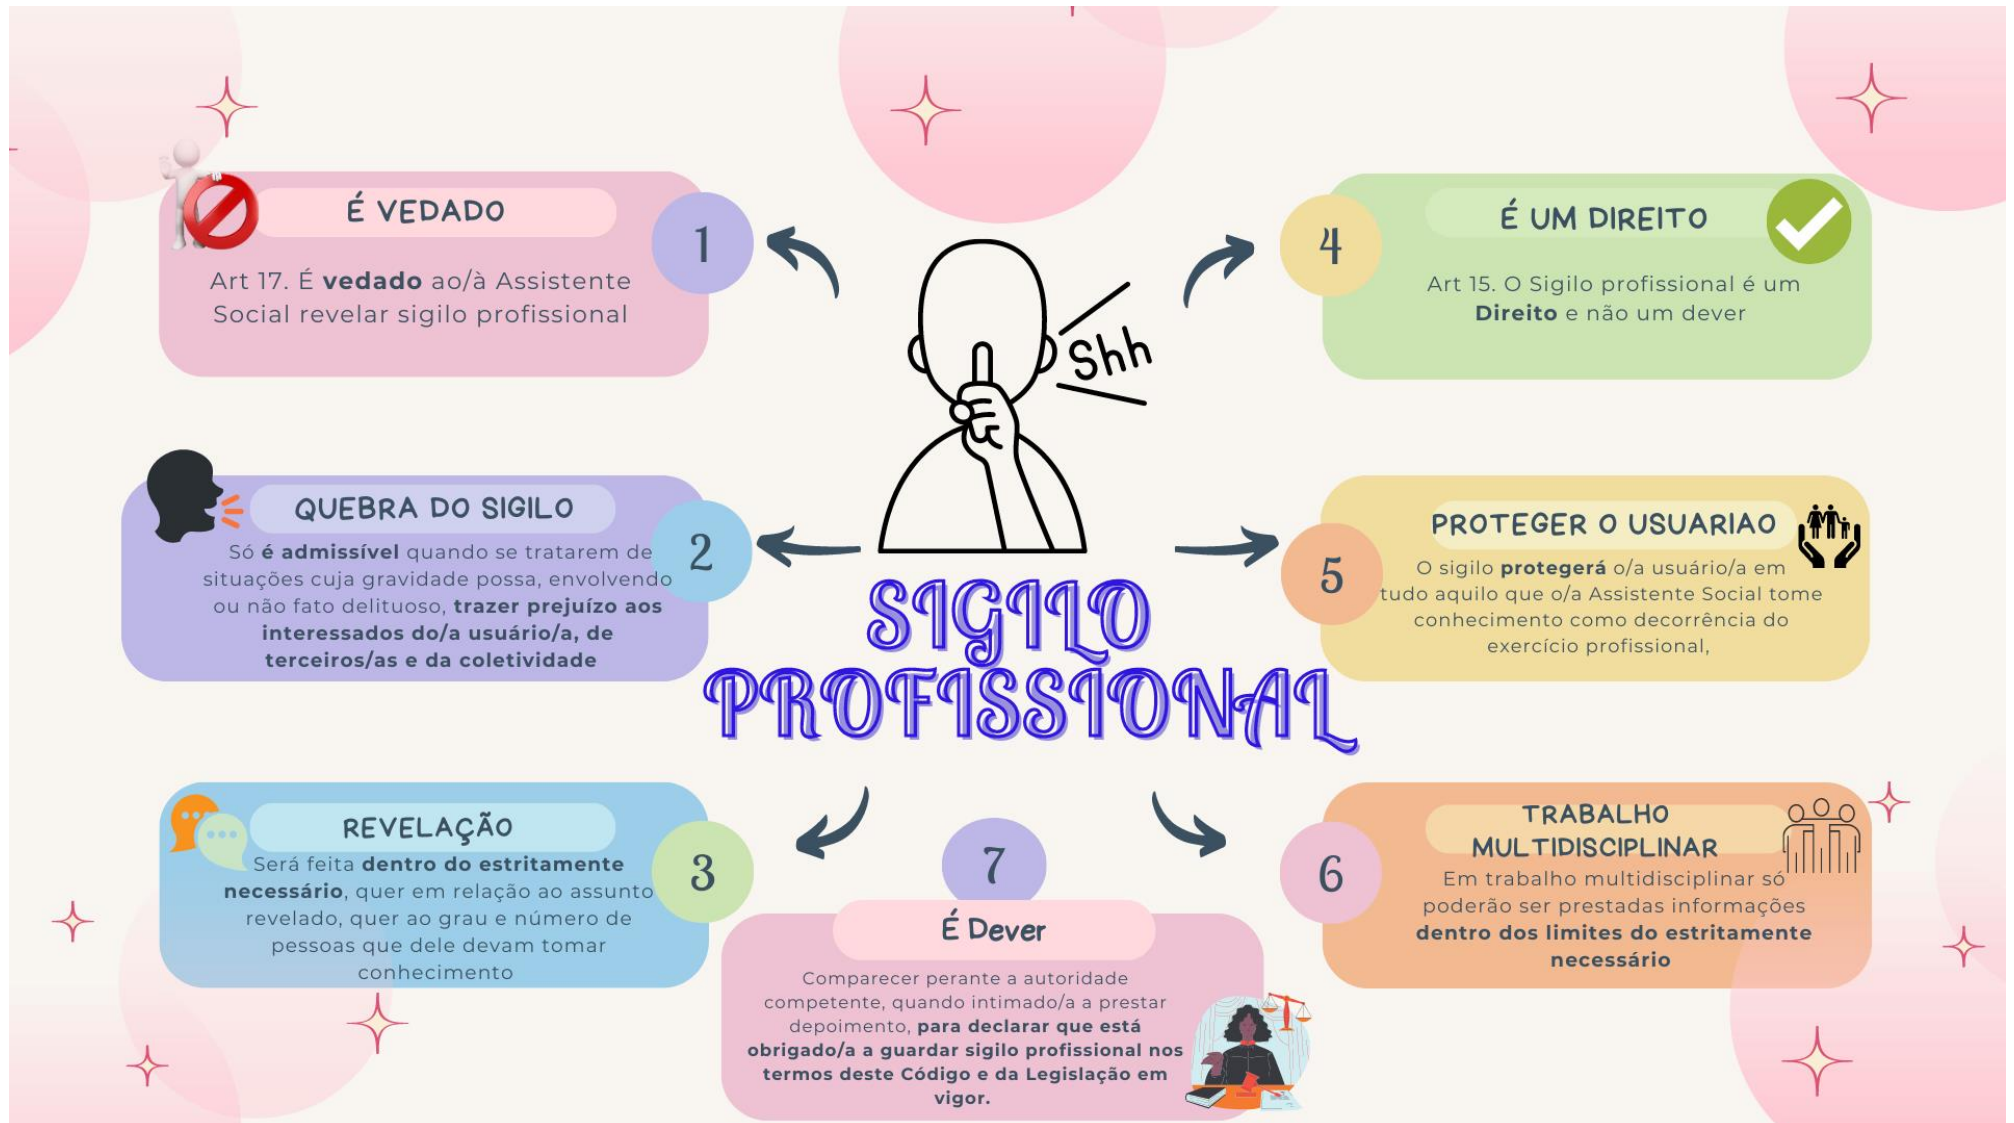 É VEDADO
Art 17. É vedado ao/à Assistente
Social revelar sigilo profissional
1
QUEBRA DO SIGILO
Só é admissível quando se tratarem de
situações cuja gravidade possa, envolvendo
ou não fato delituoso, trazer prejuízo aos
interessados do/a usuário/a, de
terceiros/as e da coletividade
2
REVELAÇÃO
Será feita dentro do estritamente
necessário, quer em relação ao assunto
revelado, quer ao grau e número de
pessoas que dele devam tomar
conhecimento
3
Shh
SIGILO
PROFISSIONAL
4
É UM DIREITO
Art 15. O Sigilo profissional é um
Direito e não um dever
5
PROTEGER O USUARIAO
O sigilo protegerá o/a usuário/a em
tudo aquilo que o/a Assistente Social tome
conhecimento como decorrência do
exercício profissional,
6
TRABALHO
MULTIDISCIPLINAR
Em trabalho multidisciplinar só
poderão ser prestadas informações
dentro dos limites do estritamente
necessário
7
É Dever
Comparecer perante a autoridade
competente, quando intimado/a a prestar
depoimento, para declarar que está
obrigado/a a guardar sigilo profissional nos
termos deste Código e da Legislação em
vigor.